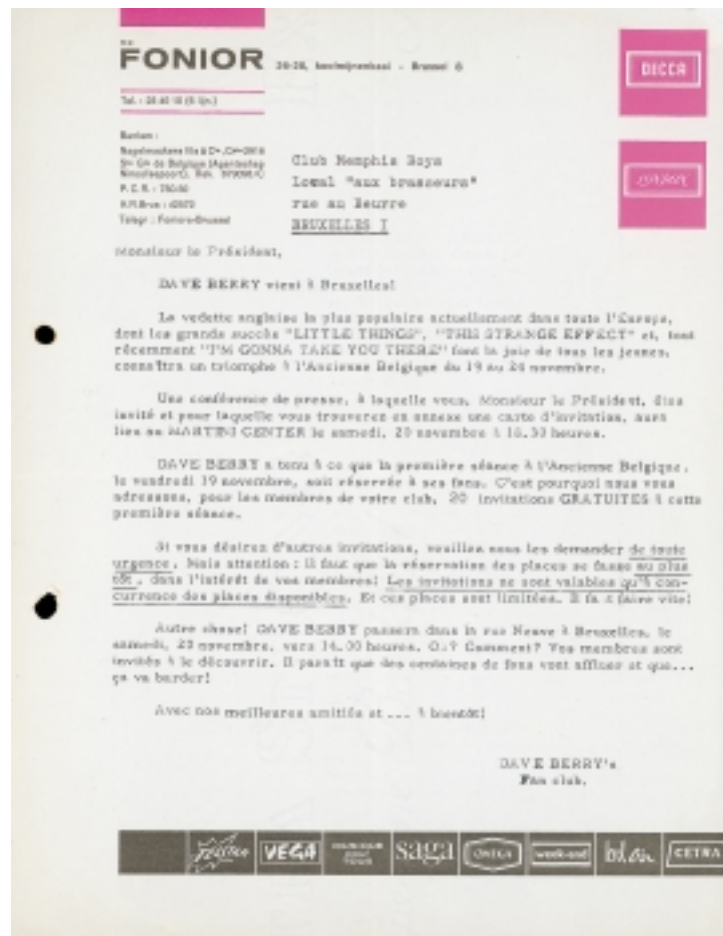 FONIOR
DECCA
Tel. :
Club Memphis Boys
Lokal "aux brasseurs"
rue au Beurre
BRUXELLES I
Monsieur le Président,
DAVE BERRY vient à Bruxelles!
La vedette anglaise la plus populaire actuellement dans toute l'Europe,
dont les grands succès "LITTLE THINGS", "THIS STRANGE EFFECT" et, tout
récemment "I'M GONNA TAKE YOU THERE" font la joie de tous les jeunes,
connaîtra un triomphe à l'Ancienne Belgique du 19 au novembre.
Une conférence de presse, à laquelle vous, Monsieur le Président, êtes
invité et pour laquelle vous trouverez en annexe une carte d'invitation, aura
lieu au MARTINI CENTER le samedi, 20 novembre à heures.
DAVE BERRY a tenu à ce que la première séance à l'Ancienne Belgique,
le vendredi 19 novembre, soit réservée à ses fans. C'est pourquoi nous vous
adressons, pour les membres de votre club, 20 invitations GRATUITES à cette
première séance.
Si vous désirez d'autres invitations, veuillez nous les demander de toute
urgence. Mais attention : il faut que la réservation des places se fasse au plus
tôt, dans l'intérêt de vos membres! Les invitations ne sont valables qu'à con-
currence des places disponibles. Et ces places sont limitées. Il faut faire vite!
Autre chose! DAVE BERRY passera dans la rue Neuve à Bruxelles, le
samedi, 20 novembre, vers heures. Où? Comment? Vos membres sont
invités à le découvrir. Il paraît que des centaines de fans vont affluer et que...
ça va barder!
Avec nos meilleures amitiés et ... à bientôt!
DAVE BERRY's
Fan club.
VEGA saga OMEGA week-end CETRA